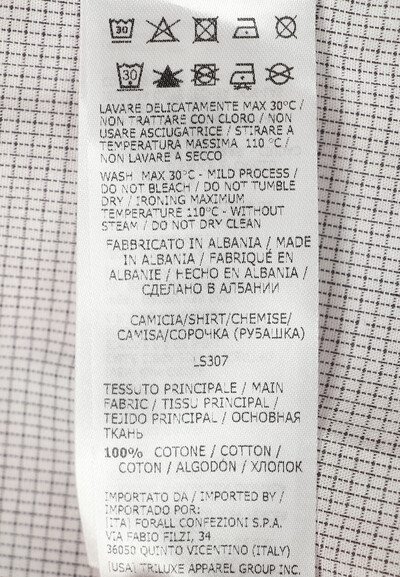 30
30
LAVARE DELICATAMENTE MAX 30°C /
NON TRATTARE CON CLORO / NON
USARE ASCIUGATRICE / STIRARE A
TEMPERATURA MASSIMA 110 °C /
NON LAVARE A SECCO
WASH MAX 30°C - MILD PROCESS /
DO NOT BLEACH / DO NOT TUMBLE
DRY / IRONING MAXIMUM
TEMPERATURE 110°C - WITHOUT
STEAM / DO NOT DRY CLEAN
FABBRICATO IN ALBANIA / MADE
IN ALBANIA / FABRIQUÉ EN
ALBANIE / HECHO EN ALBANIA /
СДЕЛАНО В АЛБАНИИ
CAMICIA/SHIRT/CHEMISE/
CAMISA/СОРОЧКА (РУБАШКА)
LS307
TESSUTO PRINCIPALE / MAIN
FABRIC / TISSU PRINCIPAL /
TEJIDO PRINCIPAL / ОСНОВНАЯ
ТКАНЬ
100% COTONE / COTTON /
COTON / ALGODÓN / ХЛОПОК
IMPORTATO DA / IMPORTED BY /
IMPORTADO POR:
[ITA] FORALL CONFEZIONI S.P.A.
VIA FABIO FILZI, 34
36050 QUINTO VICENTINO (ITALY)
[USA] TRILUXE APPAREL GROUP INC.